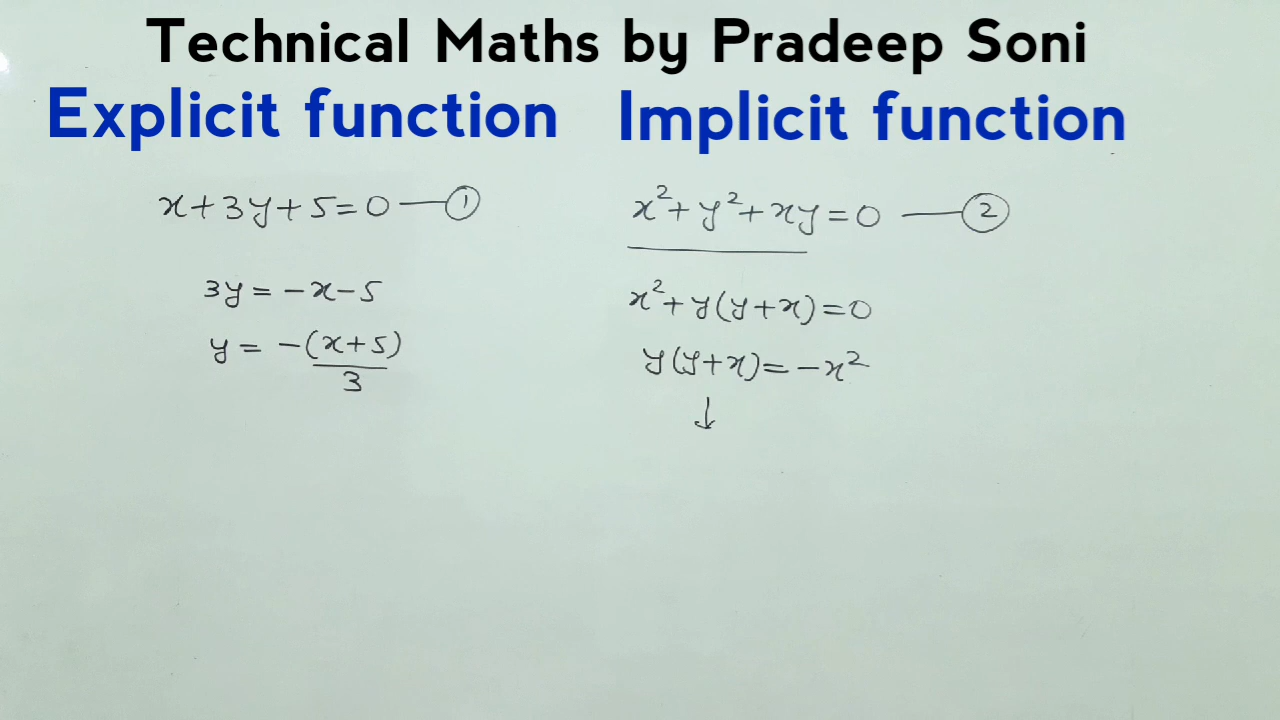 Technical Maths by Pradeep Soni
Explicit function
x+3y+5=0 —①
3y = -x-5
y = -(x+5)/3
Implicit function
x²+y²+xy=0 —②
x²+y(y+x)=0
y(y+x)=-x²
↓